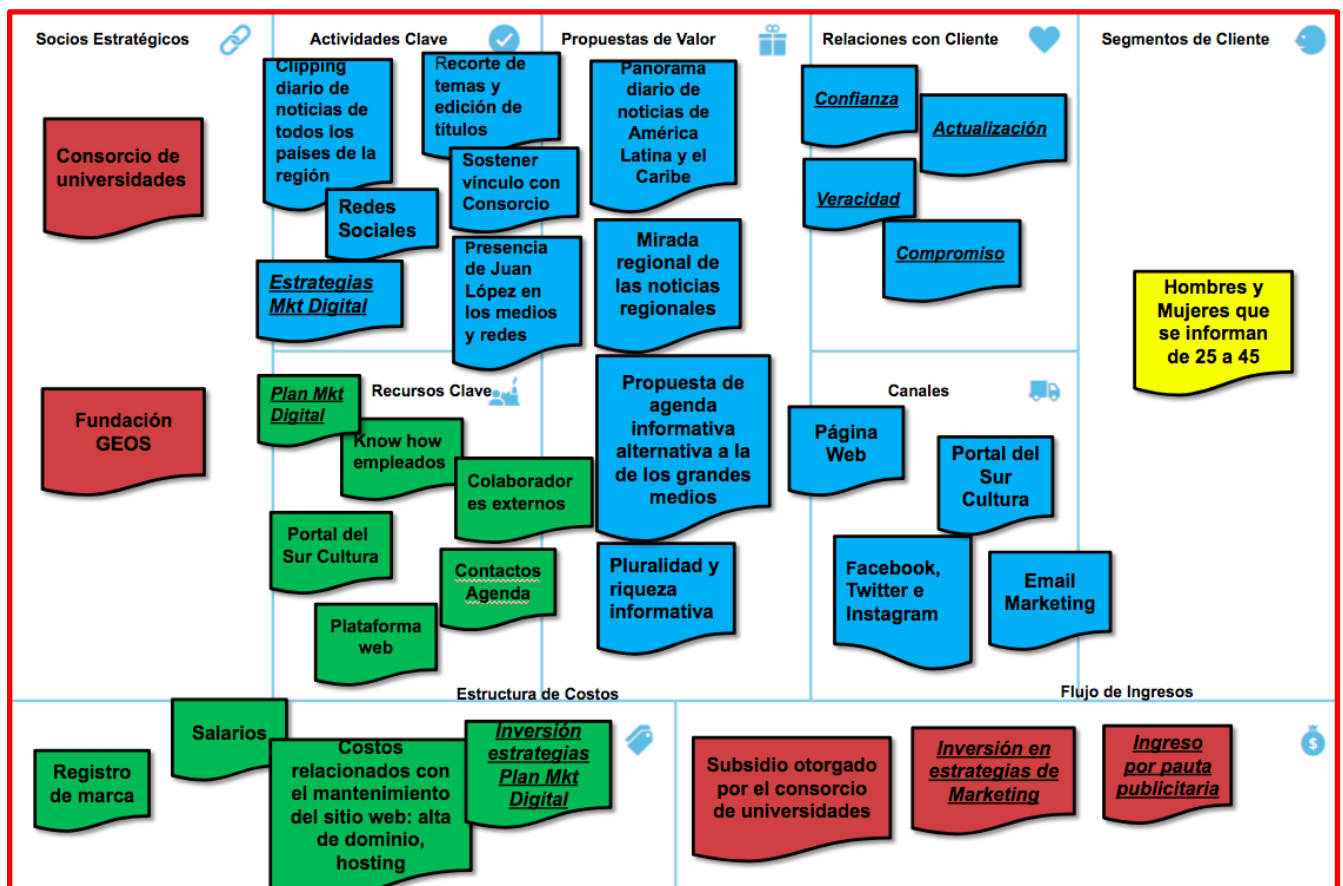 Socios Estratégicos
Consorcio de
universidades
Fundación
GEOS
Actividades Clave
Clipping
diario de
noticias de
todos los
países de la
región
Recorte de
temas y
edición de
títulos
Sostener
vínculo con
Consorcio
Redes
Sociales
Estrategias
Mkt Digital
Presencia
de Juan
López en
los medios
y redes
Recursos Clave
Plan Mkt
Digital
Know how
empleados
Colaborador
es externos
Portal del
Sur Cultura
Contactos
Agenda
Plataforma
web
Propuestas de Valor
Panorama
diario de
noticias de
América
Latina y el
Caribe
Mirada
regional de
las noticias
regionales
Propuesta de
agenda
informativa
alternativa a la
de los grandes
medios
Pluralidad y
riqueza
informativa
Relaciones con Cliente
Confianza
Actualización
Veracidad
Compromiso
Canales
Página
Web
Portal del
Sur
Cultura
Facebook,
Twitter e
Instagram
Email
Marketing
Segmentos de Cliente
Hombres y
Mujeres que
se informan
de 25 a 45
Estructura de Costos
Registro
de marca
Salarios
Costos
relacionados con
el mantenimiento
del sitio web: alta
de dominio,
hosting
Inversión
estrategias
Plan Mkt
Digital
Flujo de Ingresos
Subsidio otorgado
por el consorcio
de universidades
Inversión en
estrategias de
Marketing
Ingreso
por pauta
publicitaria
$